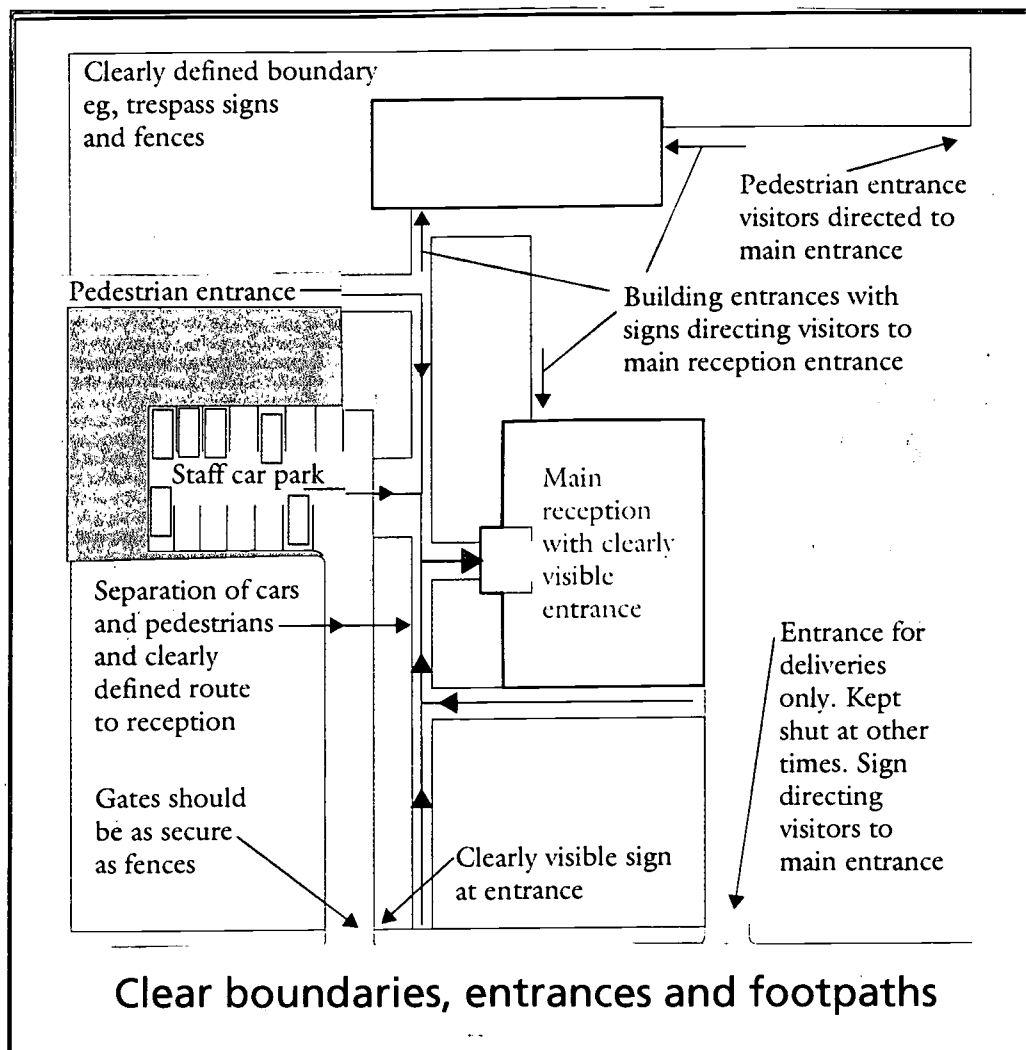 Clearly defined boundary
eg, trespass signs
and fences
Pedestrian entrance
visitors directed to
main entrance
Pedestrian entrance
Building entrances with
signs directing visitors to
main reception entrance
Staff car park
Main
reception
with clearly
visible
entrance
Separation of cars
and pedestrians
and clearly
defined route
to reception
Entrance for
deliveries
only. Kept
shut at other
times. Sign
directing
visitors to
main entrance
Gates should
be as secure
as fences
Clearly visible sign
at entrance
Clear boundaries, entrances and footpaths